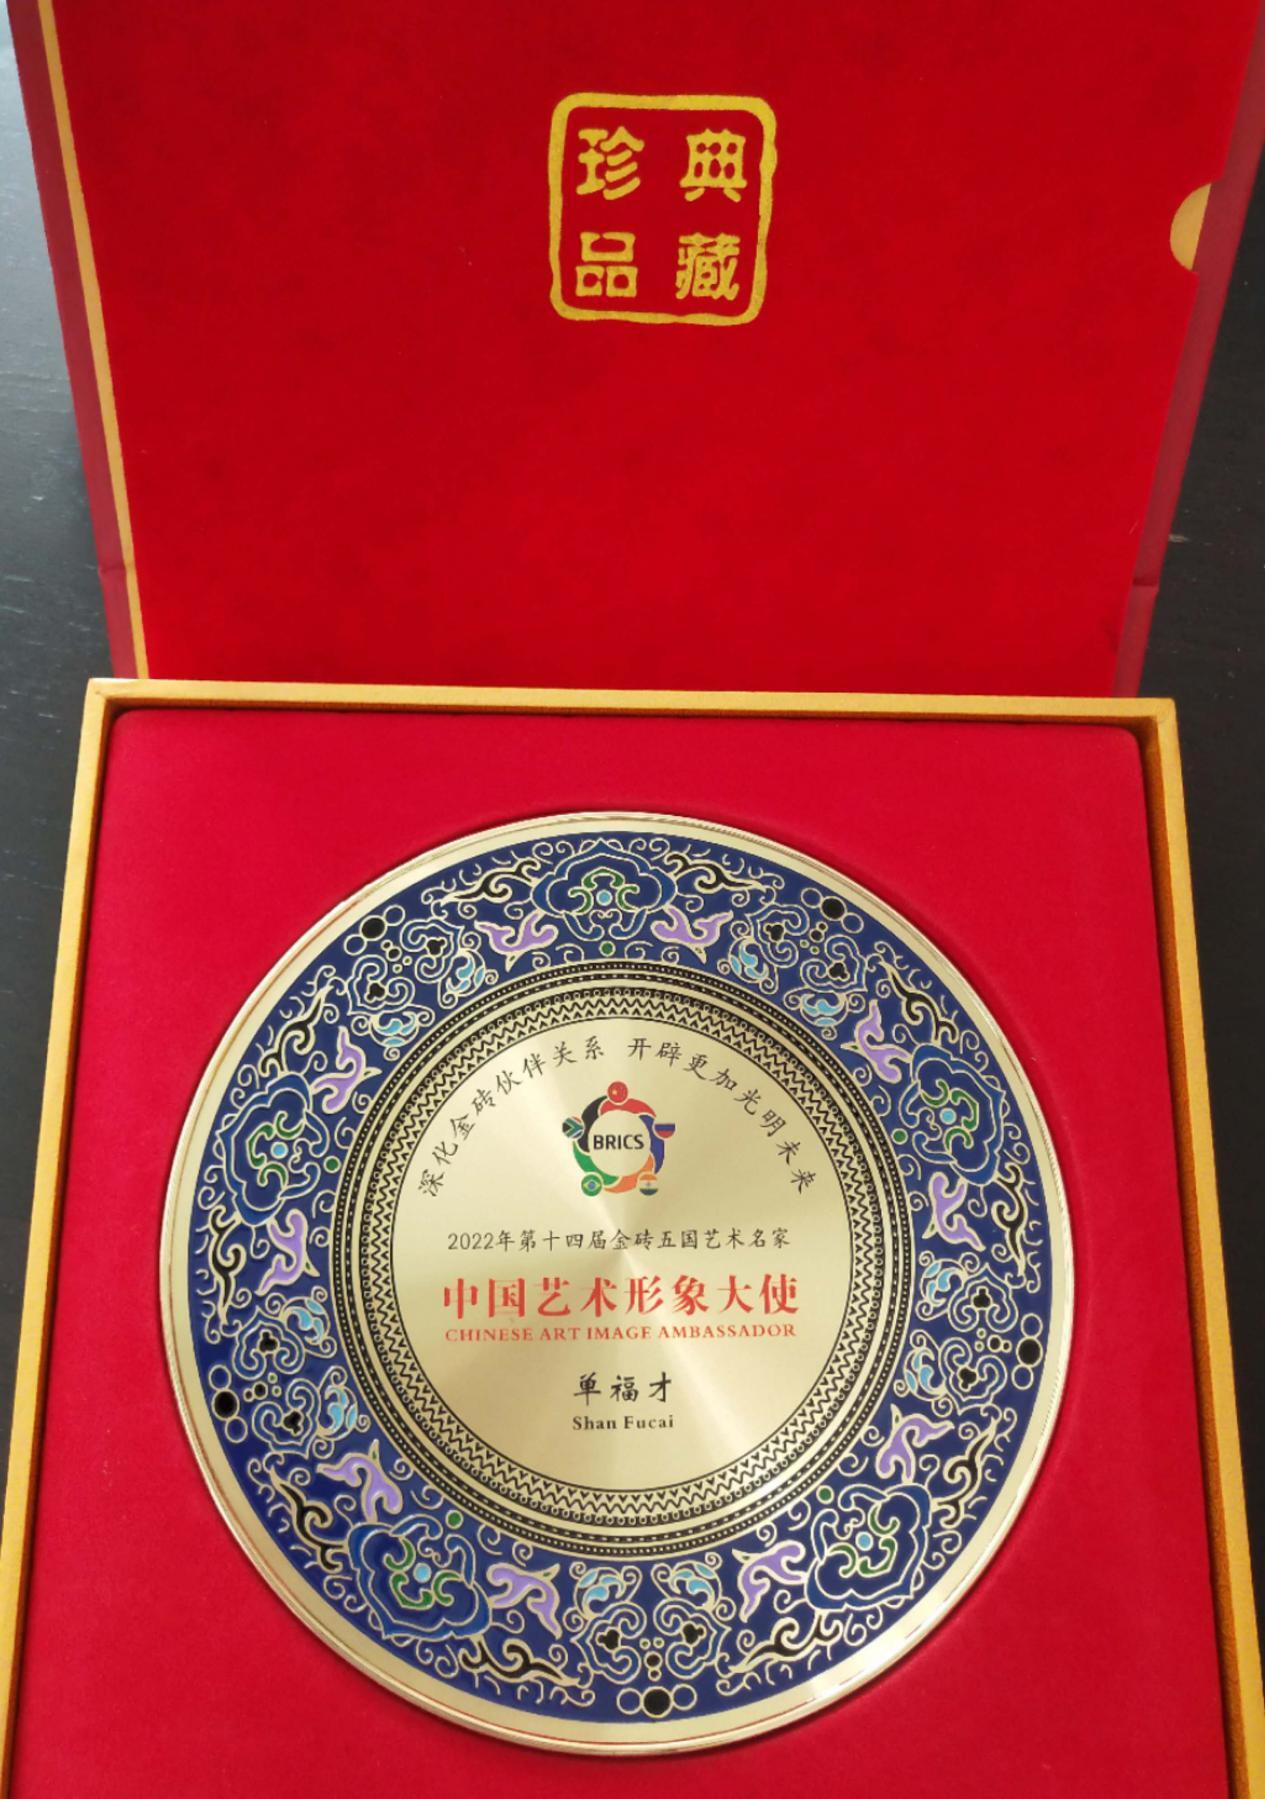 珍典
品藏
深化金砖伙伴关系 开辟更加光明未来
BRICS
2022年第十四届金砖五国艺术名家
中国艺术形象大使
CHINESE ART IMAGE AMBASSADOR
单福才
Shan Fucai